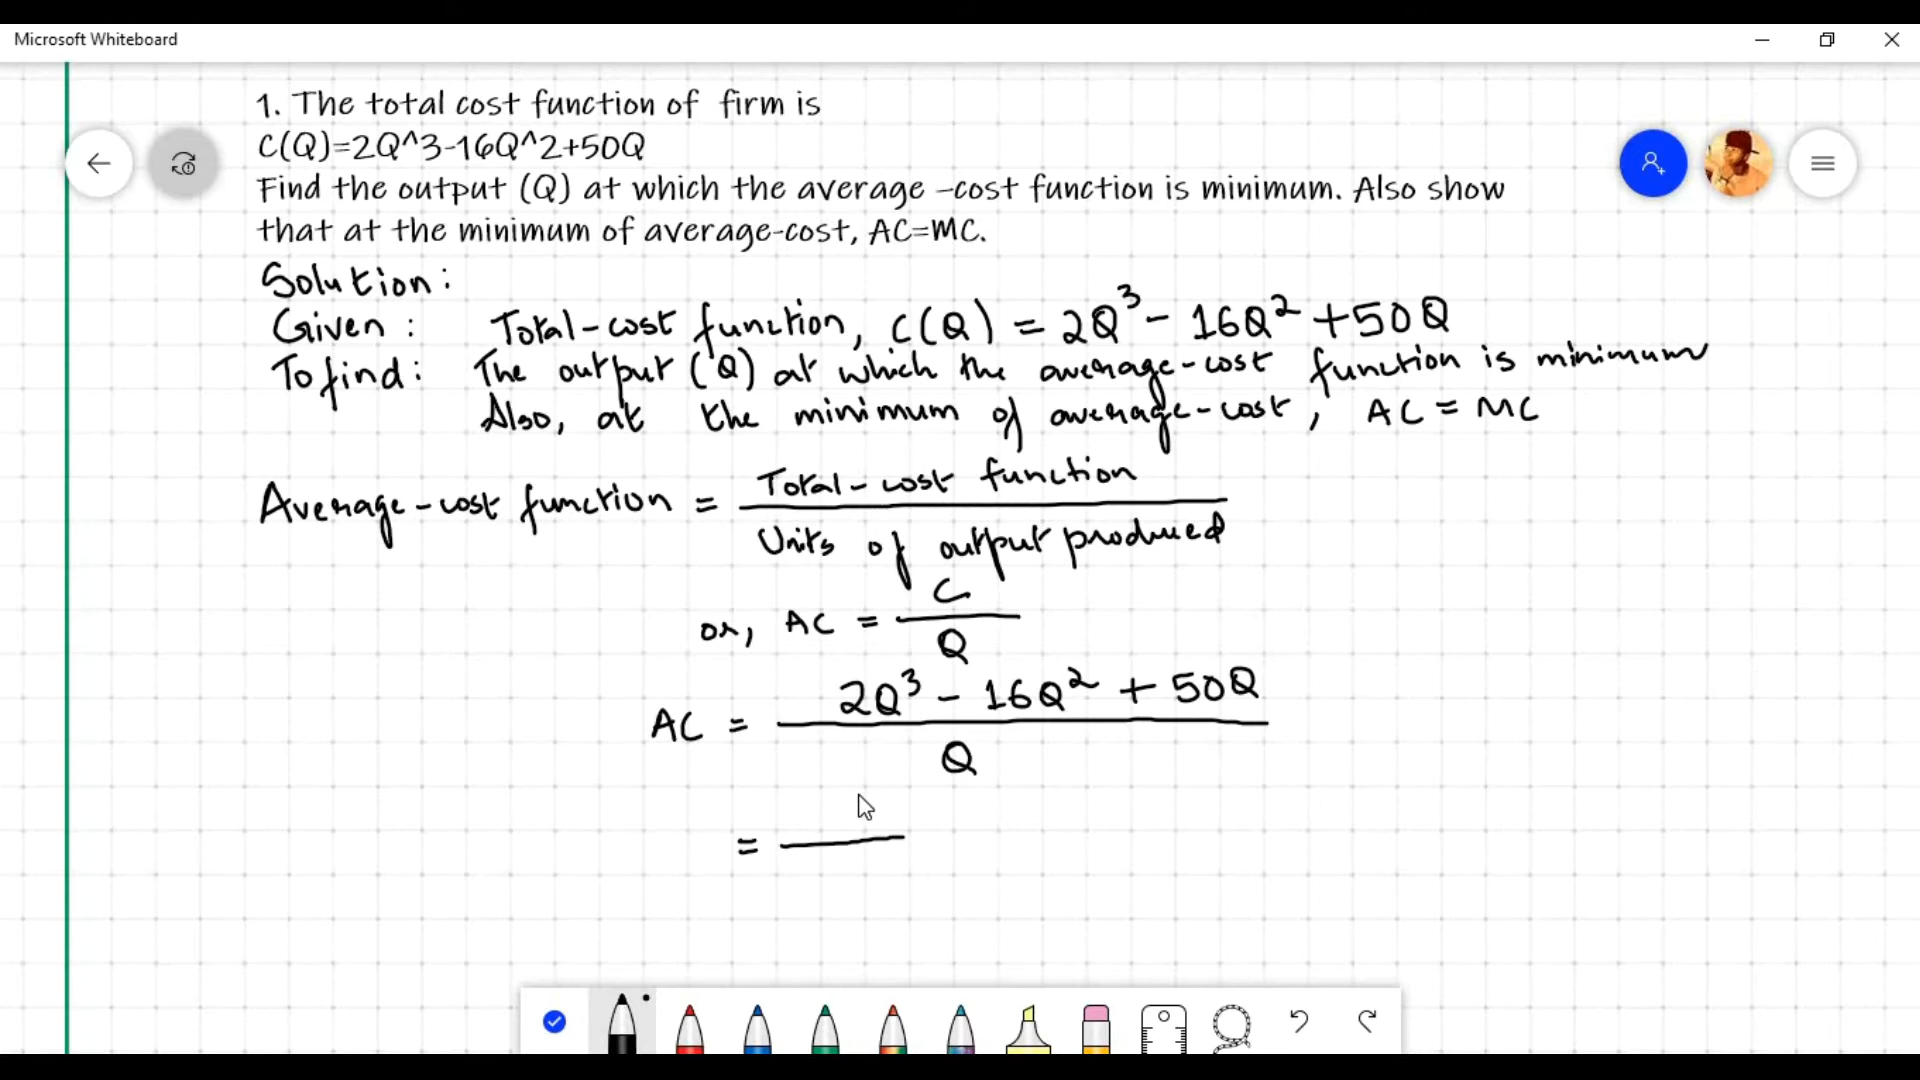 Microsoft Whiteboard
1. The total cost function of firm is
C(Q)=2Q^3-16Q^2+50Q
Find the output (Q) at which the average –cost function is minimum. Also show
that at the minimum of average-cost, AC=MC.
Solution:
Given : Total-cost function, C(Q) = 2Q³ - 16Q² + 50Q
To find: The output (Q) at which the average-cost function is minimum
Also, at the minimum of average-cost, AC = MC
Average-cost function = Total-cost function
Units of output produced
or, AC = C
Q
AC = 2Q³ - 16Q² + 50Q
Q
=